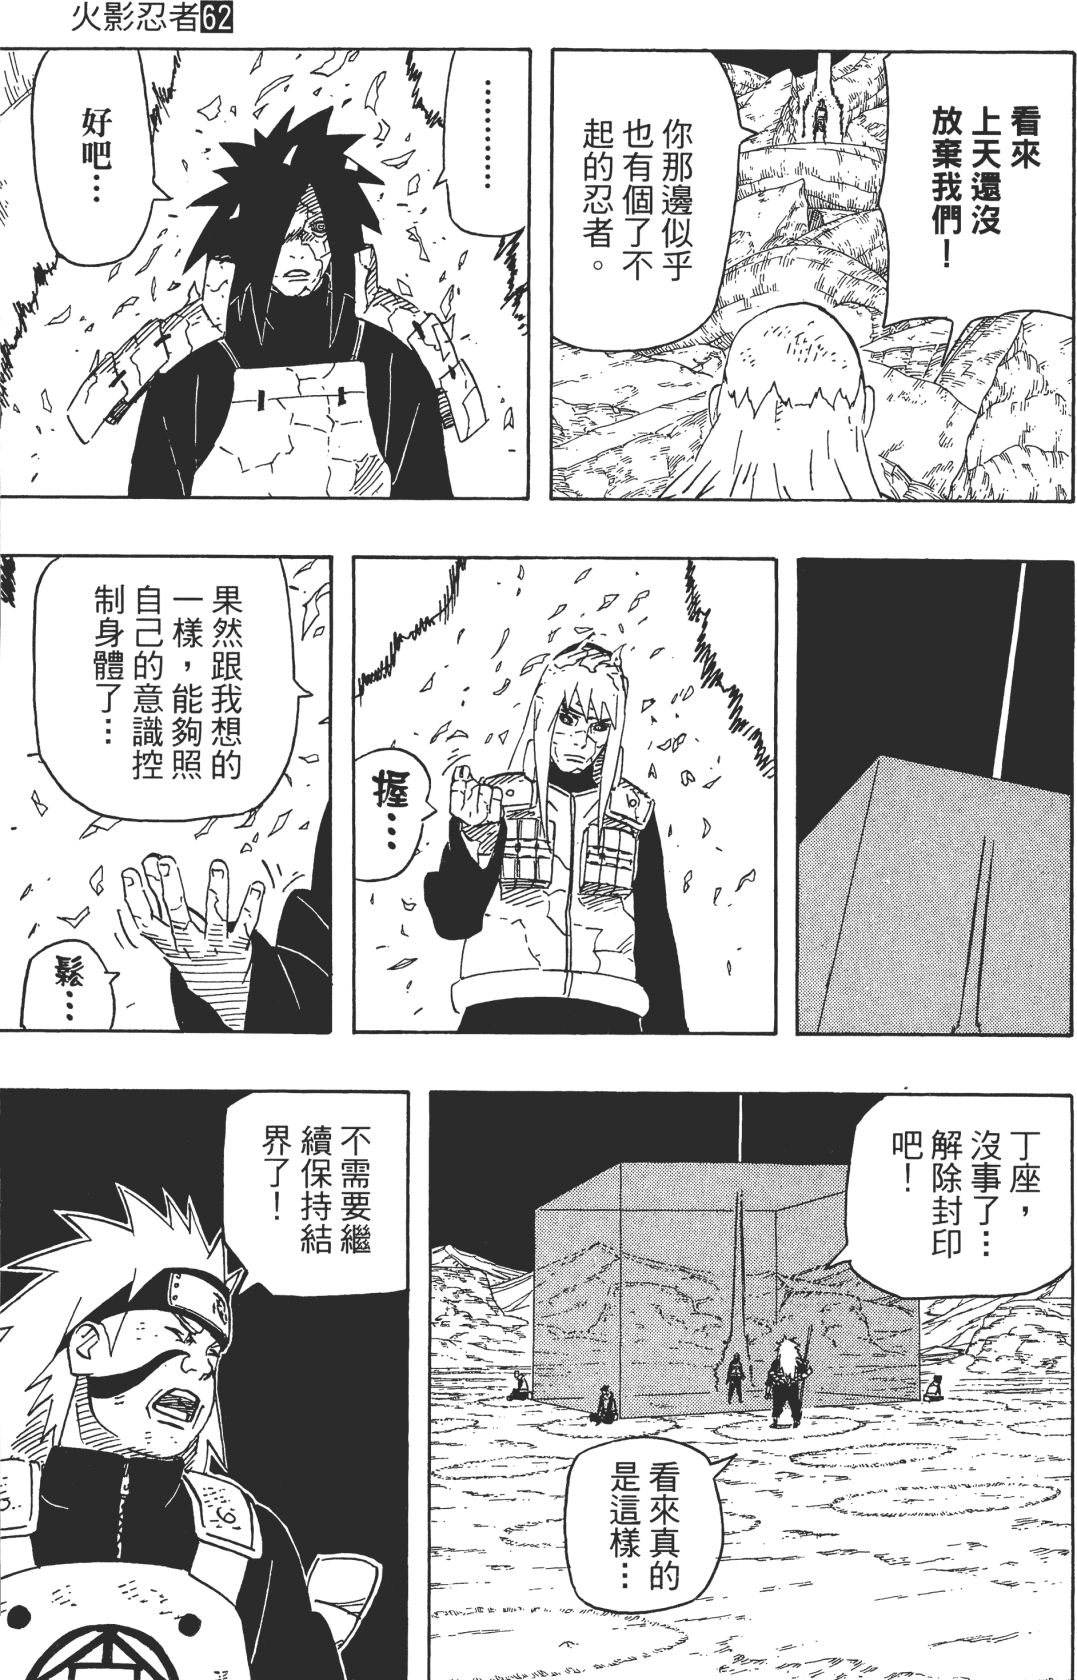 火影忍者62
看來
上天還沒
放棄我們！
你那邊似乎
也有個了不
起的忍者。
………
好吧…
握…
果然跟我想的
一樣，能夠照
自己的意識控
制身體了…
鬆…
丁座，
沒事了…
解除封印
吧！
看來真的
是這樣…
不需要繼
續保持結
界了！